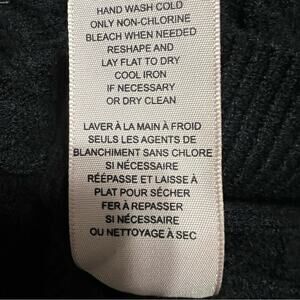 HAND WASH COLD
ONLY NON-CHLORINE
BLEACH WHEN NEEDED
RESHAPE AND
LAY FLAT TO DRY
COOL IRON
IF NECESSARY
OR DRY CLEAN
LAVER À LA MAIN À FROID
SEULS LES AGENTS DE
BLANCHIMENT SANS CHLORE
SI NÉCESSAIRE
RÉÉPASSE ET LAISSE À
PLAT POUR SÉCHER
FER À REPASSER
SI NÉCESSAIRE
OU NETTOYAGE À SEC